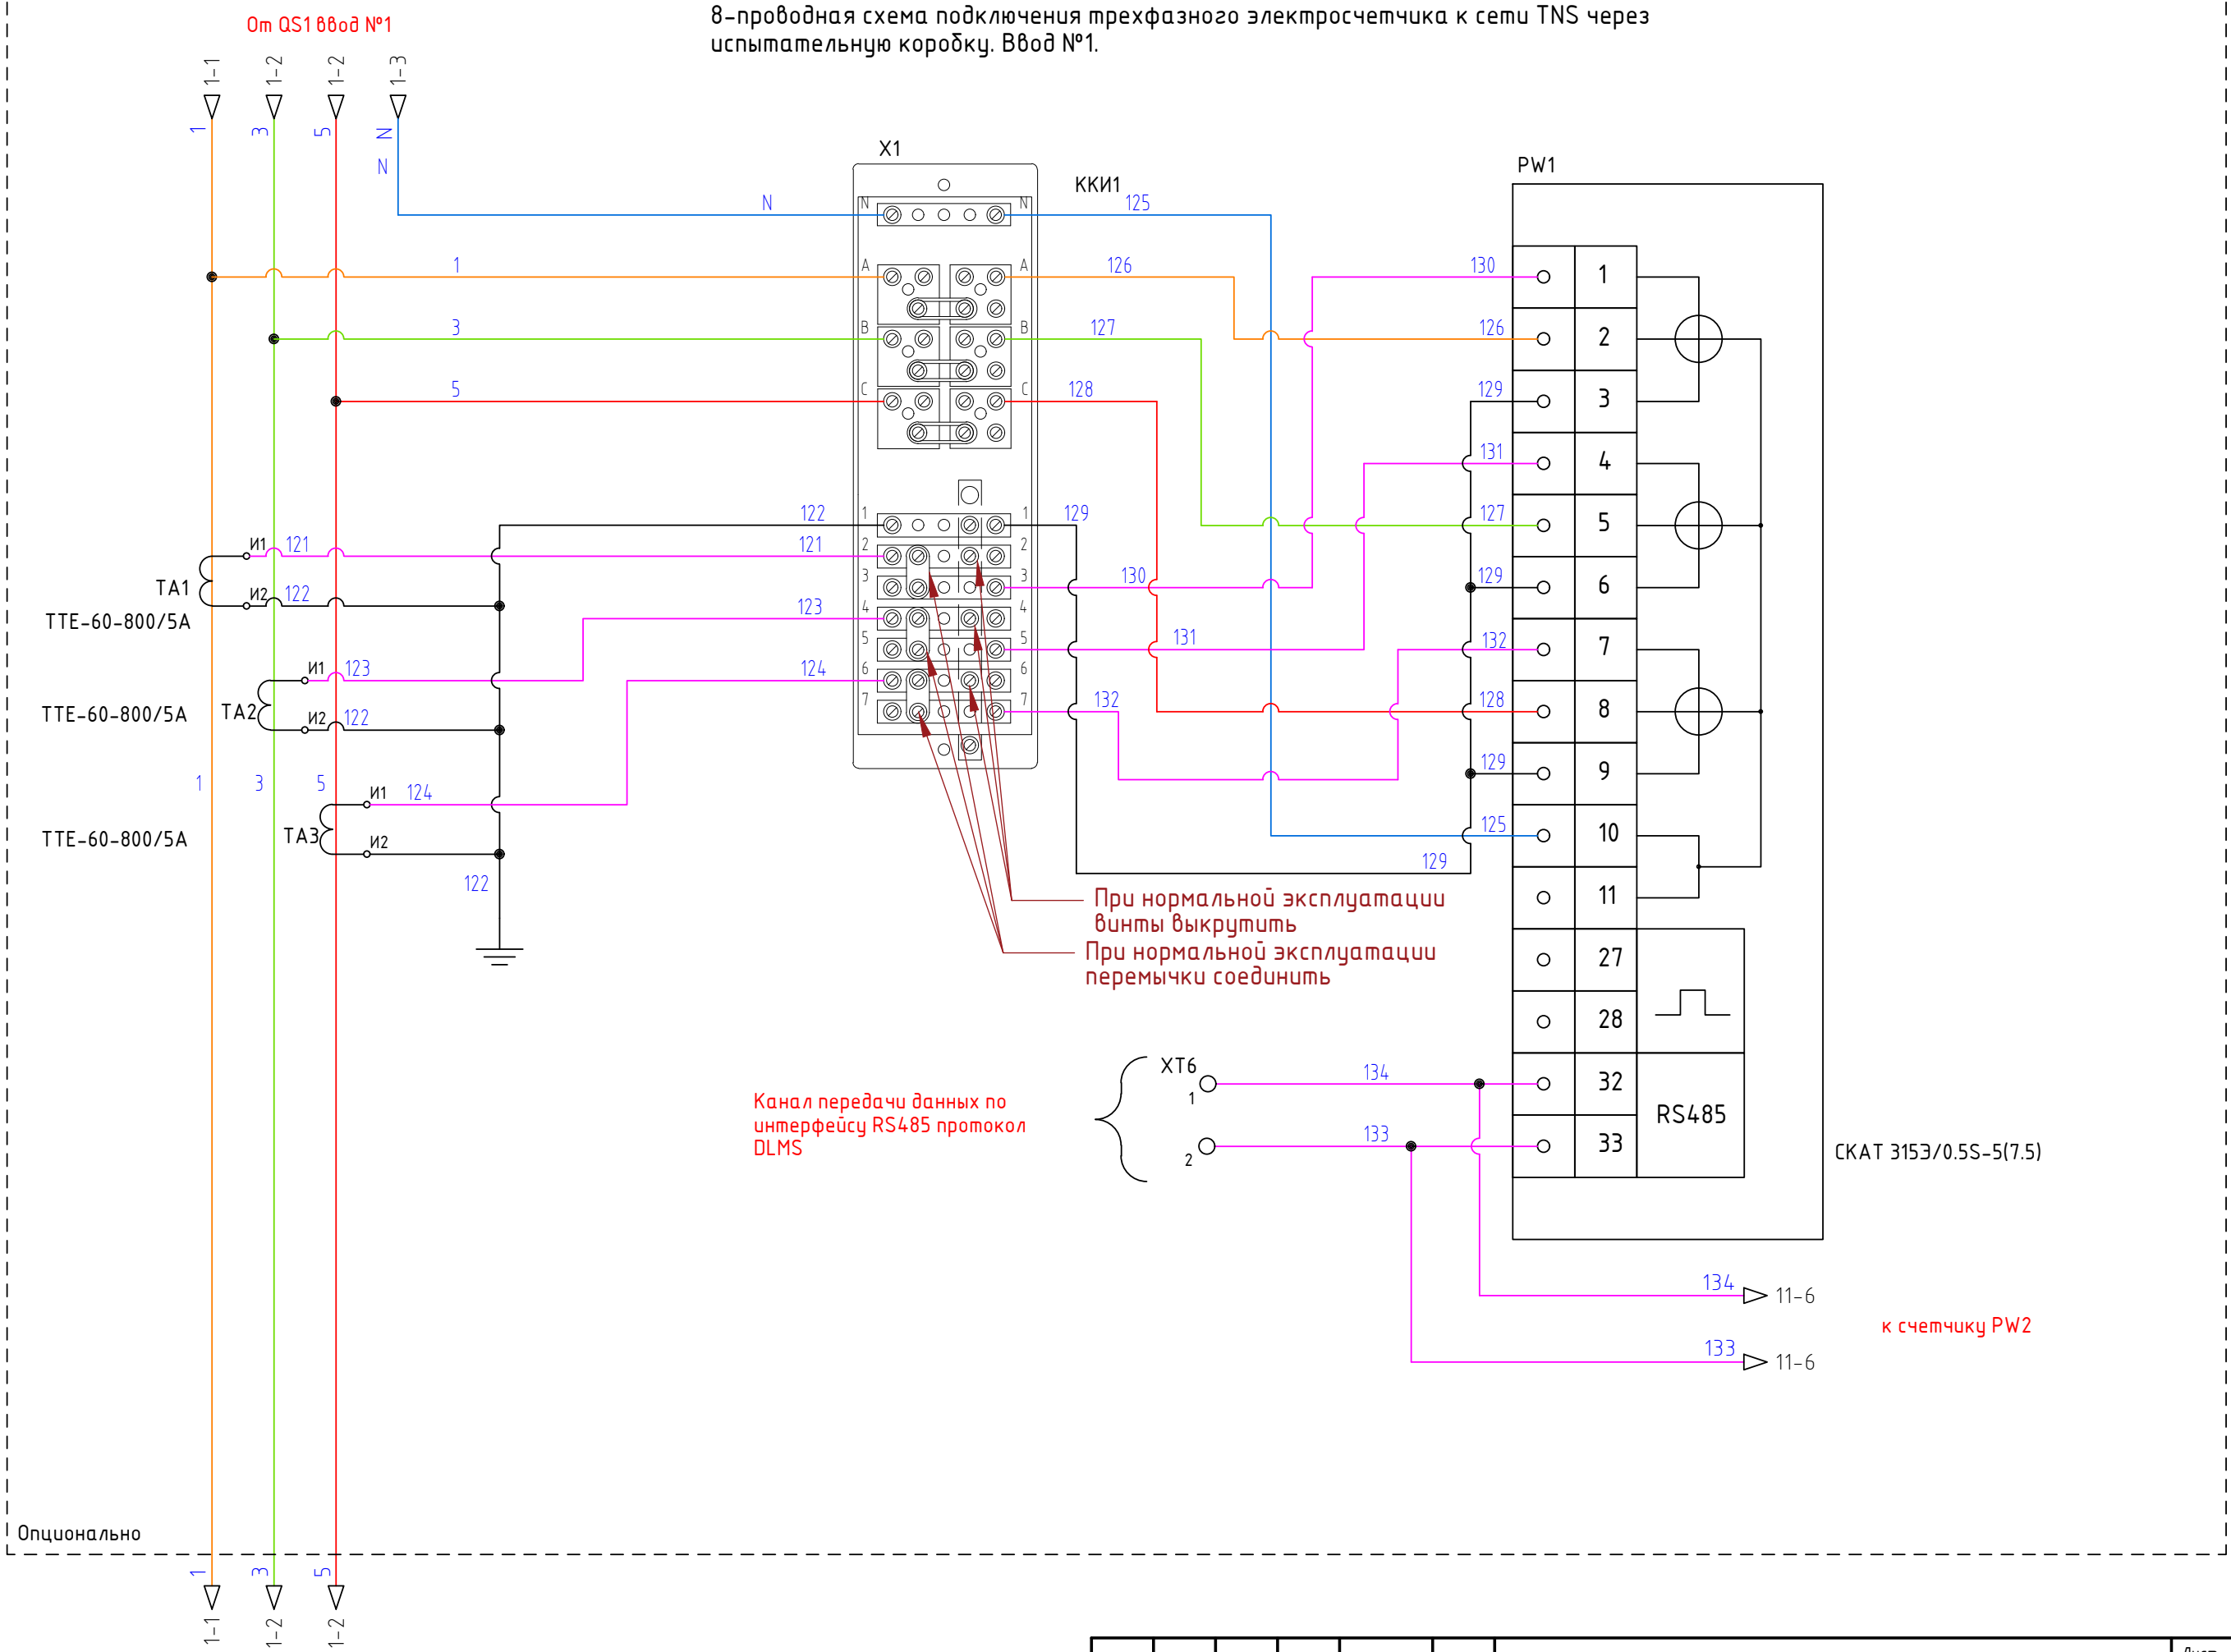 8-проводная схема подключения трехфазного электросчетчика к сети TNS через
испытательную коробку. Ввод №1.
От QS1 ввод №1
1-1
1-2
1-2
1-3
1
3
5
N
N
X1
ККИ1
PW1
N
N
N
125
1
A
A
126
3
B
B
127
5
C
C
128
130
1
126
2
129
3
131
4
127
5
129
6
132
7
128
8
129
9
125
10
11
27
28
32
33
RS485
122
1
1
129
И1
121
121
2
2
TA1
И2
122
3
3
130
ТТЕ-60-800/5А
123
4
4
5
5
131
И1
123
124
6
6
ТТЕ-60-800/5А
TA2
И2
122
7
7
132
1
3
5
И1
124
ТТЕ-60-800/5А
TA3
И2
122
129
При нормальной эксплуатации
винты выкрутить
При нормальной эксплуатации
перемычки соединить
Канал передачи данных по
интерфейсу RS485 протокол
DLMS
XT6
1
134
2
133
СКАТ 315Э/0.5S-5(7.5)
134
11-6
к счетчику PW2
133
11-6
Опционально
1
3
5
1-1
1-2
1-2